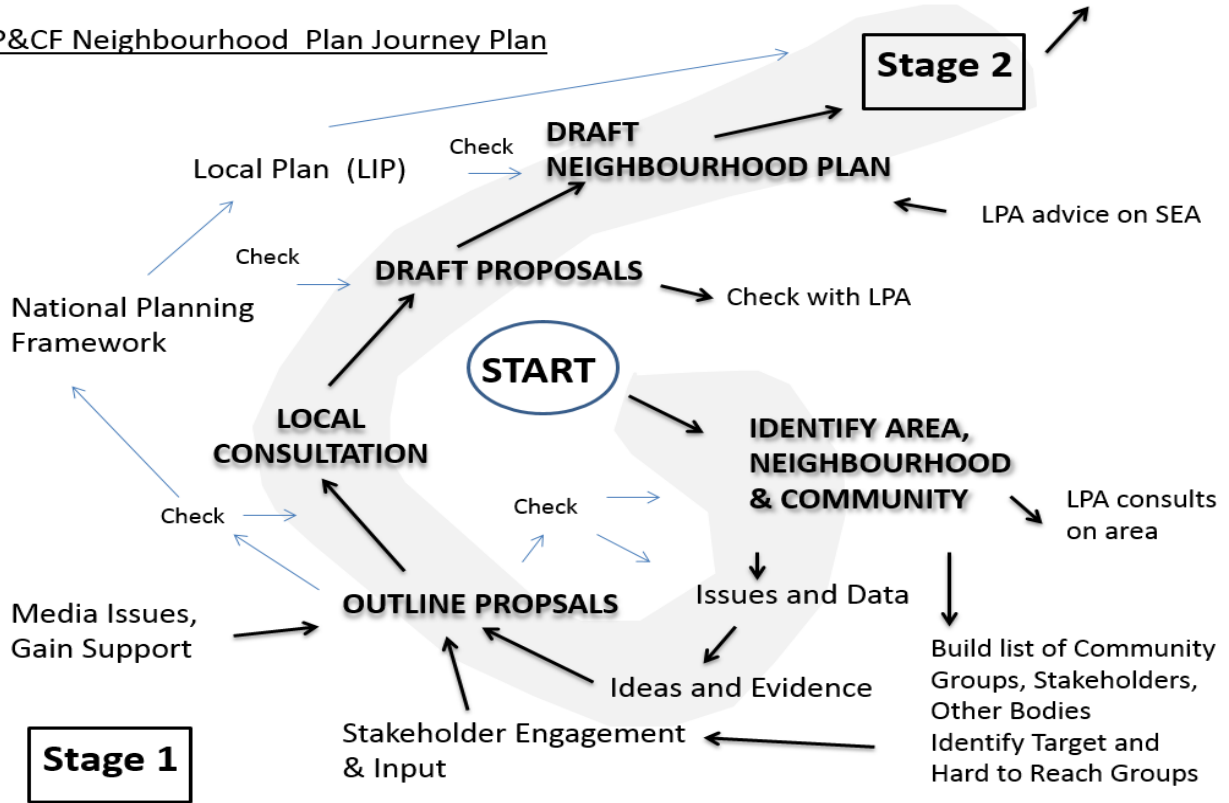 P&CF Neighbourhood Plan Journey Plan
Stage 2
DRAFT
NEIGHBOURHOOD PLAN
Check
Local Plan (LIP)
LPA advice on SEA
Check
DRAFT PROPOSALS
Check with LPA
National Planning
Framework
START
LOCAL
CONSULTATION
IDENTIFY AREA,
NEIGHBOURHOOD
& COMMUNITY
Check
Check
LPA consults
on area
Issues and Data
OUTLINE PROPSALS
Media Issues,
Gain Support
Ideas and Evidence
Build list of Community
Groups, Stakeholders,
Other Bodies
Identify Target and
Hard to Reach Groups
Stakeholder Engagement
& Input
Stage 1